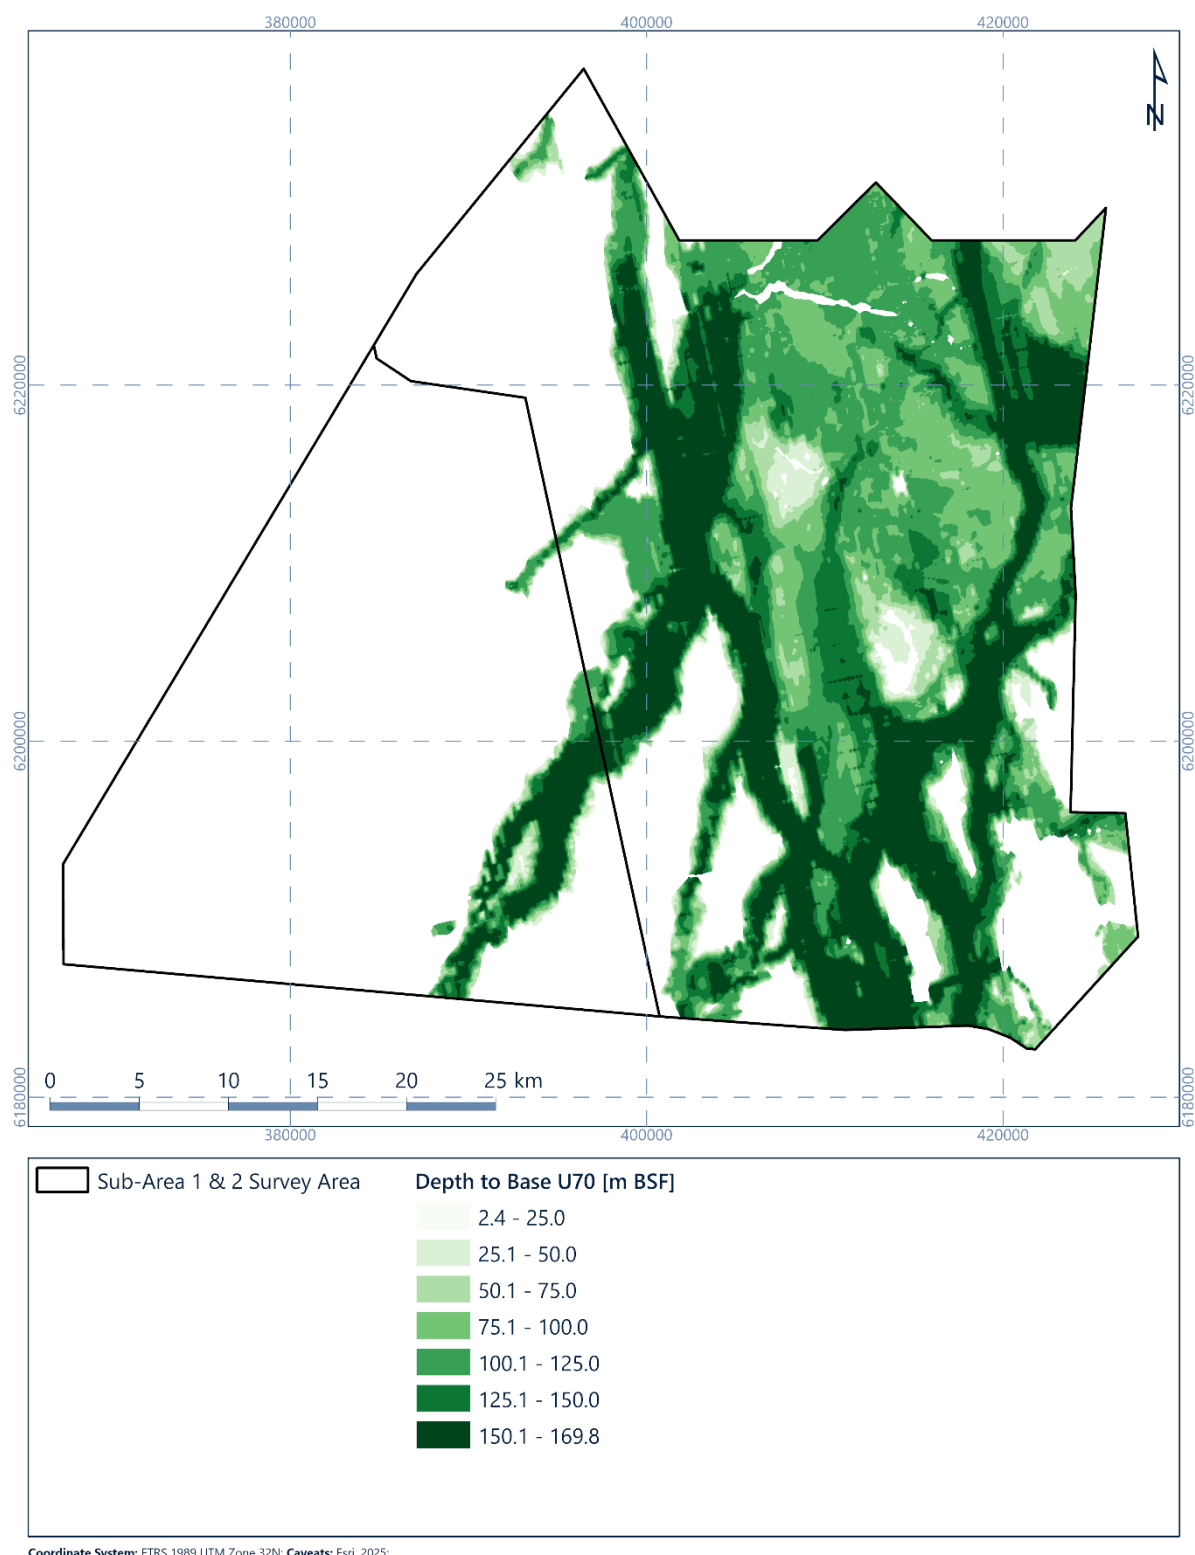 380000 400000 420000
N
6220000 6220000
6200000 6200000
0 5 10 15 20 25 km
6180000 6180000
380000 400000 420000
Sub-Area 1 & 2 Survey Area
Depth to Base U70 [m BSF]
2.4 - 25.0
25.1 - 50.0
50.1 - 75.0
75.1 - 100.0
100.1 - 125.0
125.1 - 150.0
150.1 - 169.8
Coordinate System: ETRS 1989 UTM Zone 32N; Caveats: Esri, 2025;